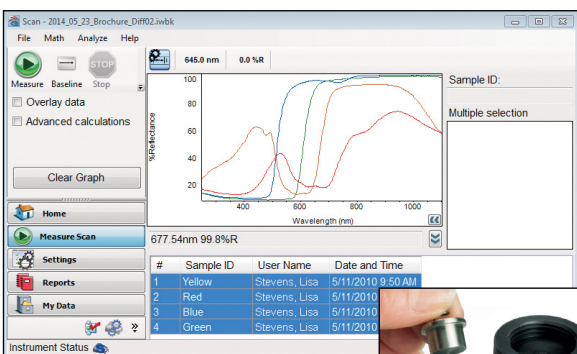 Scan - 2014_05_23_Brochure_Diff02.iwbk
File Math Analyze Help
Measure Baseline Stop
STOP
Overlay data
Advanced calculations
Clear Graph
Home
Measure Scan
Settings
Reports
My Data
Instrument Status
645.0 nm 0.0 %R
%Reflectance
100
80
60
40
20
400 600 800 1000
Wavelength (nm)
677.54nm 99.8%R
# Sample ID User Name Date and Time
1 Yellow Stevens, Lisa 5/11/2010 9:50 AM
2 Red Stevens, Lisa 5/11/2010
3 Blue Stevens, Lisa 5/11/2010
4 Green Stevens, Lisa 5/11/2010
Sample ID:
Multiple selection